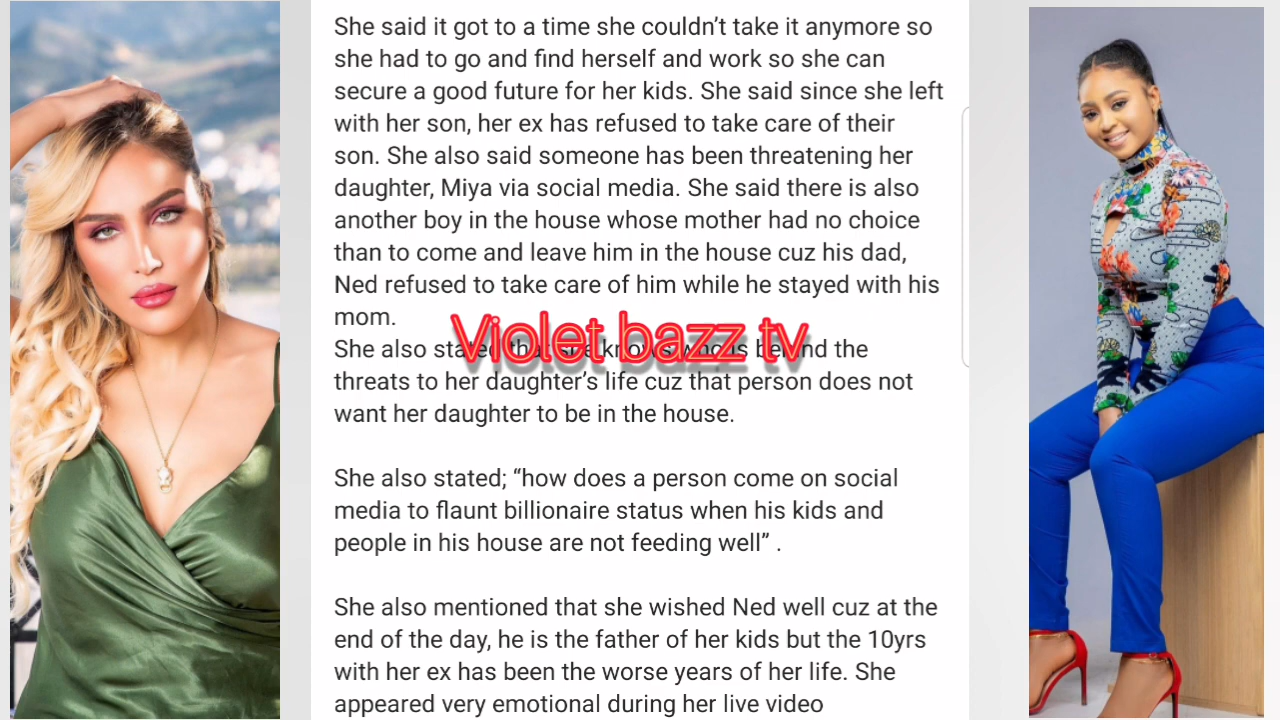 She said it got to a time she couldn’t take it anymore so
she had to go and find herself and work so she can
secure a good future for her kids. She said since she left
with her son, her ex has refused to take care of their
son. She also said someone has been threatening her
daughter, Miya via social media. She said there is also
another boy in the house whose mother had no choice
than to come and leave him in the house cuz his dad,
Ned refused to take care of him while he stayed with his
mom.
Violet bazz tv
She also stated that she knows who is behind the
threats to her daughter’s life cuz that person does not
want her daughter to be in the house.
She also stated; “how does a person come on social
media to flaunt billionaire status when his kids and
people in his house are not feeding well” .
She also mentioned that she wished Ned well cuz at the
end of the day, he is the father of her kids but the 10yrs
with her ex has been the worse years of her life. She
appeared very emotional during her live video